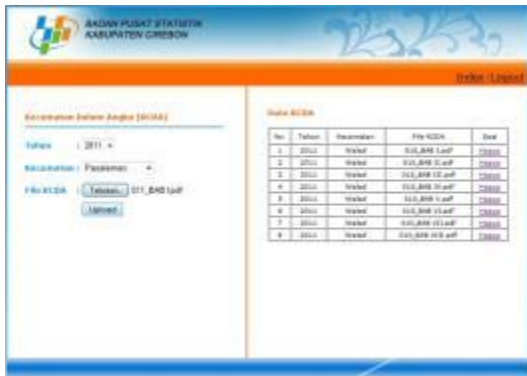 BADAN PUSAT STATISTIK
KABUPATEN CIREBON
Index | Logout
Kecamatan Dalam Angka [KCDA]
Tahun : 2011
Kecamatan : Pasaleman
File KCDA : Telusuri... 011_BAB I.pdf
Upload
Data KCDA
No Tahun Kecamatan File KCDA
1 2011 Waled 010_BAB I.pdf Hapus
2 2011 Waled 010_BAB II.pdf Hapus
3 2011 Waled 010_BAB III.pdf Hapus
4 2011 Waled 010_BAB IV.pdf Hapus
5 2011 Waled 010_BAB V.pdf Hapus
6 2011 Waled 010_BAB VI.pdf Hapus
7 2011 Waled 010_BAB VII.pdf Hapus
8 2011 Waled 010_BAB VIII.pdf Hapus